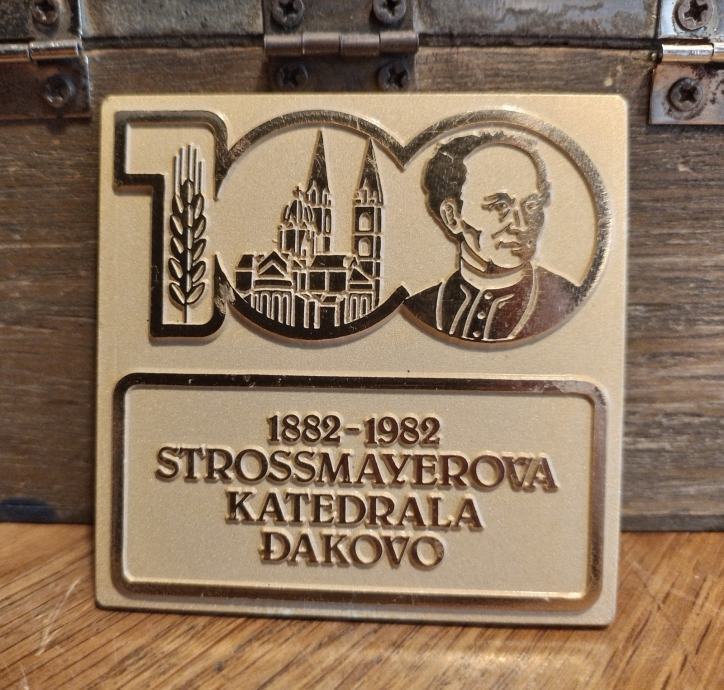 100
1882-1982
STROSSMAYEROVA
KATEDRALA
ĐAKOVO